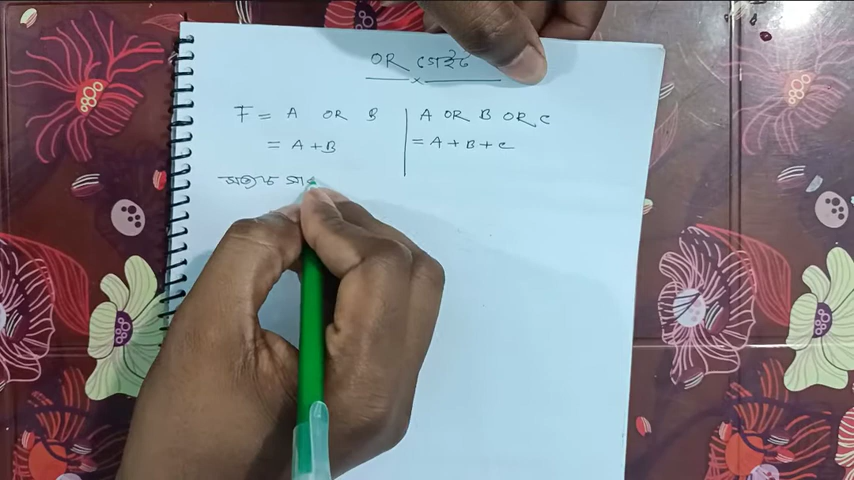 OR গেইট
F = A OR B
= A + B
A OR B OR C
= A + B + C